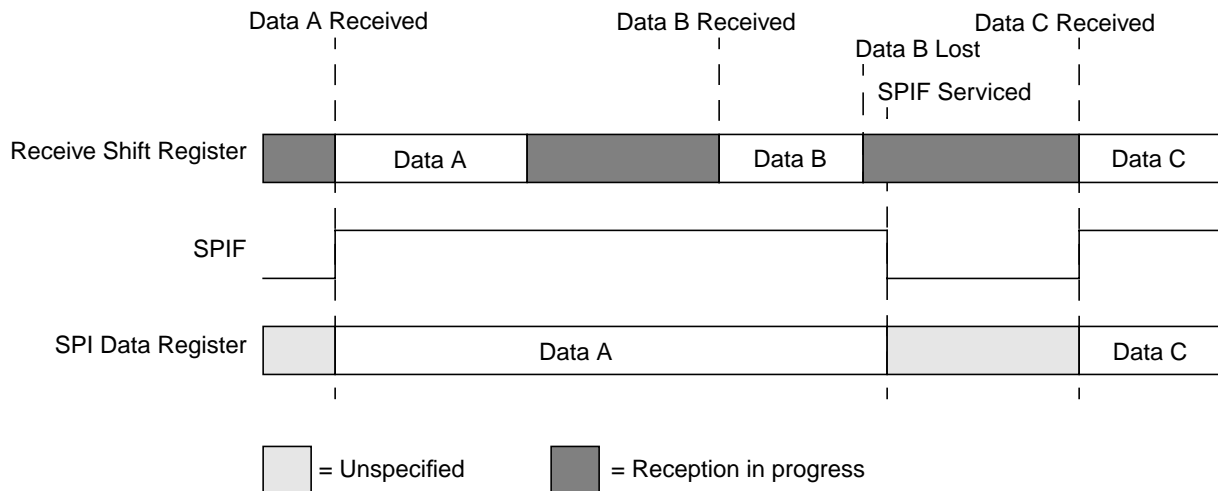 Data A Received
Data B Received
Data C Received
Data B Lost
SPIF Serviced
Receive Shift Register
Data A
Data B
Data C
SPIF
SPI Data Register
Data A
Data C
= Unspecified
= Reception in progress